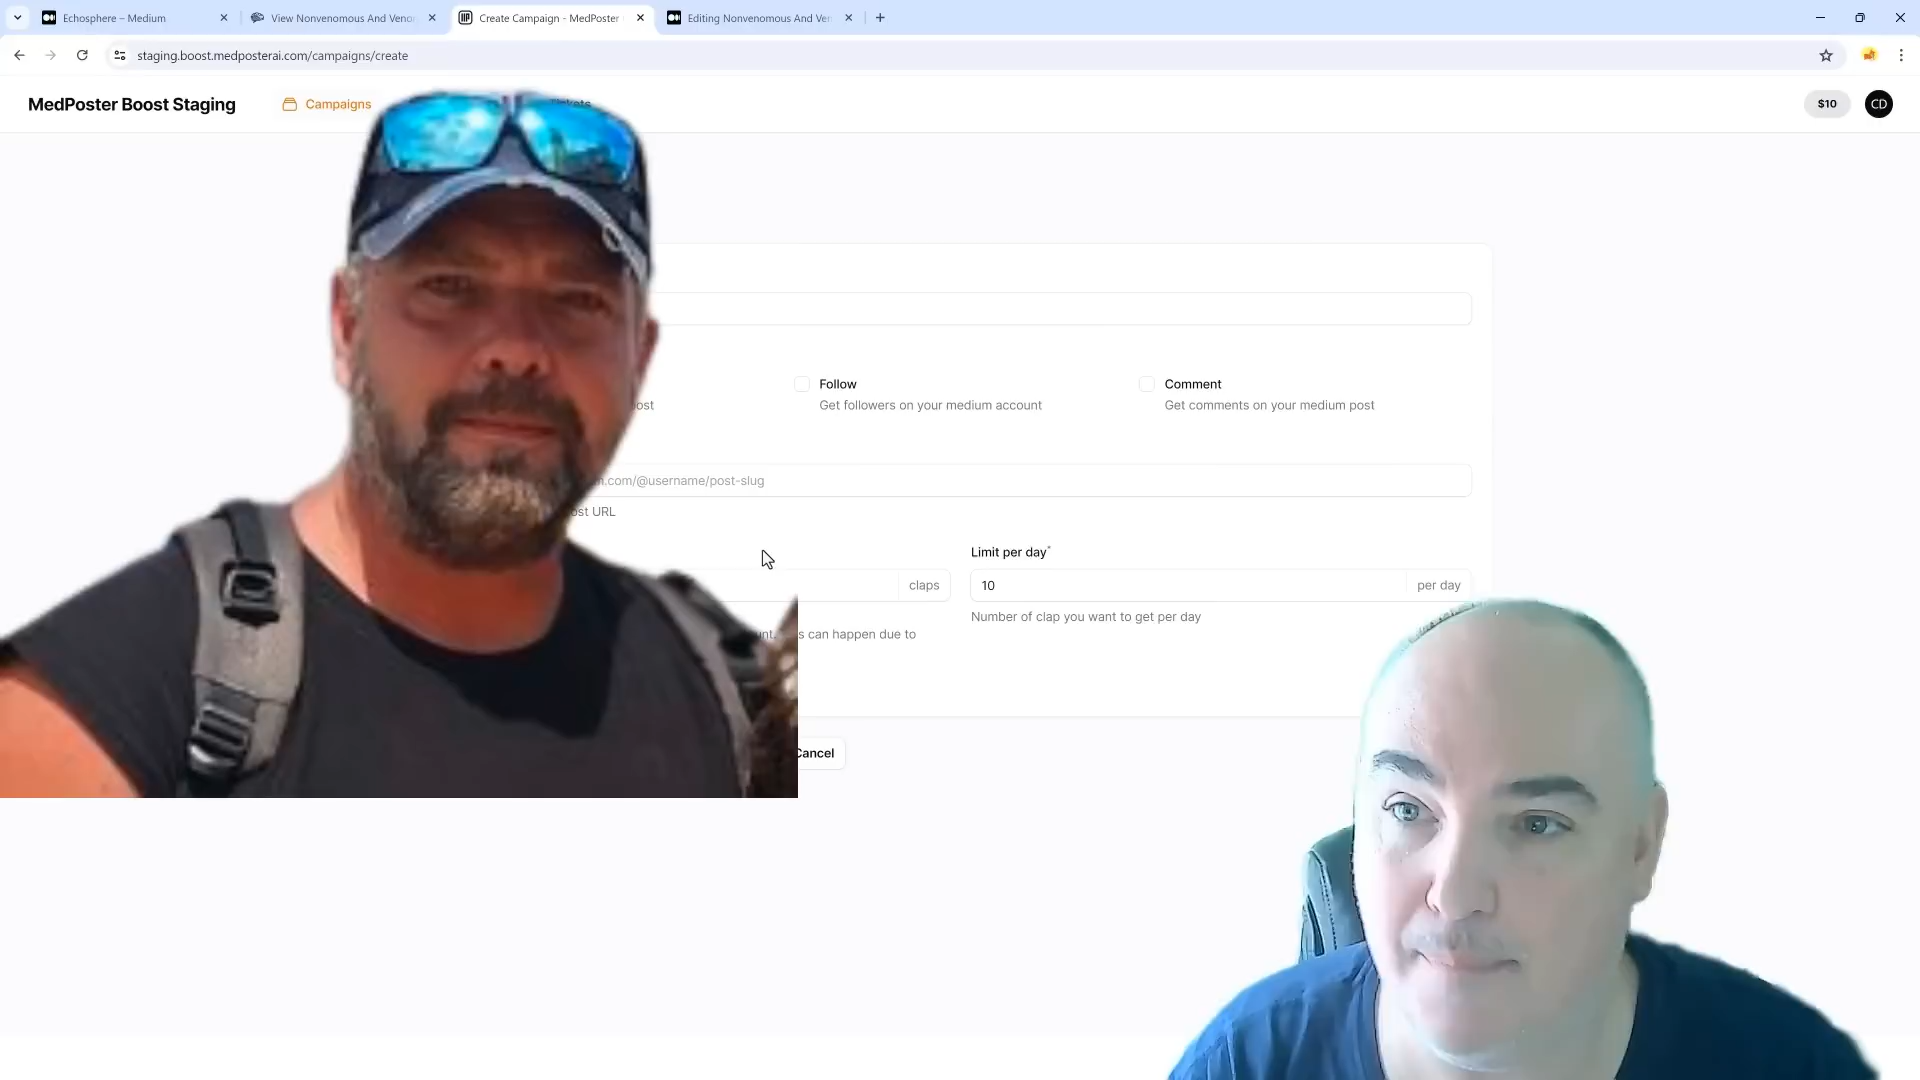 Echosphere – Medium
View Nonvenomous And Veno
Create Campaign - MedPoster
Editing Nonvenomous And Ve
staging.boost.medposterai.com/campaigns/create
MedPoster Boost Staging
Campaigns
Tickets
$10
CD
Follow
Comment
post
Get followers on your medium account
Get comments on your medium post
.com/@username/post-slug
URL
Limit per day*
claps
10
per day
Number of clap you want to get per day
can happen due to
Cancel